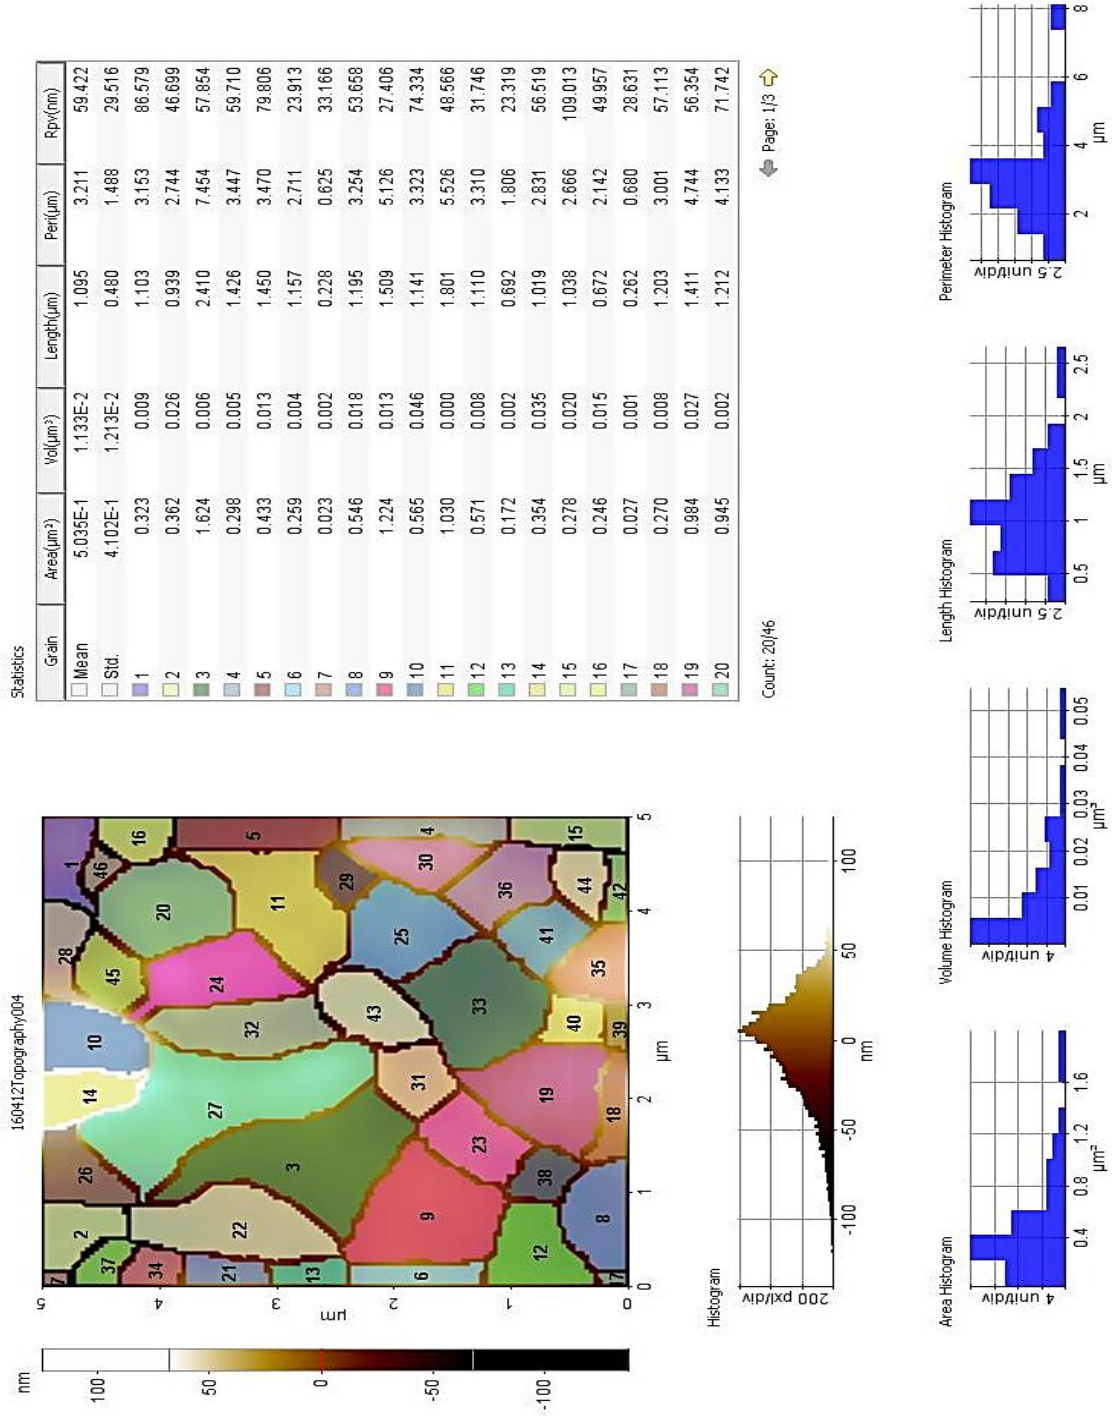 160412Topography004
nm
100
50
0
-50
-100
5
4
3
2
1
0
µm
0
1
2
3
4
5
µm
7
2
26
14
10
28
1
37
45
46
16
34
22
27
32
24
20
21
3
11
5
13
43
29
6
9
31
25
30
4
23
33
36
12
38
19
41
44
15
8
18
40
35
42
17
39
Statistics
Grain Area(µm²) Vol(µm³) Length(µm) Peri(µm) Rpv(nm)
Mean 5.035E-1 1.133E-2 1.095 3.211 59.422
Std. 4.102E-1 1.213E-2 0.480 1.488 29.516
1 0.323 0.009 1.103 3.153 86.579
2 0.362 0.026 0.939 2.744 46.699
3 1.624 0.006 2.410 7.454 57.854
4 0.298 0.005 1.426 3.447 59.710
5 0.433 0.013 1.450 3.470 79.806
6 0.259 0.004 1.157 2.711 23.913
7 0.023 0.002 0.228 0.625 33.166
8 0.546 0.018 1.195 3.254 53.658
9 1.224 0.013 1.509 5.126 27.406
10 0.565 0.046 1.141 3.323 74.334
11 1.030 0.000 1.801 5.526 48.566
12 0.571 0.008 1.110 3.310 31.746
13 0.172 0.002 0.692 1.806 23.319
14 0.354 0.035 1.019 2.831 56.519
15 0.278 0.020 1.038 2.666 109.013
16 0.246 0.015 0.672 2.142 49.957
17 0.027 0.001 0.262 0.680 28.631
18 0.270 0.008 1.203 3.001 57.113
19 0.984 0.027 1.411 4.744 56.354
20 0.945 0.002 1.212 4.133 71.742
Count: 20/46
Page: 1/3
Histogram
200 px/div
-100
-50
0
50
100
nm
Area Histogram
4 unit/div
0.4
0.8
1.2
1.6
µm²
Volume Histogram
4 unit/div
0.01
0.02
0.03
0.04
0.05
µm³
Length Histogram
2.5 unit/div
0.5
1
1.5
2
2.5
µm
Perimeter Histogram
2.5 unit/div
2
4
6
8
µm